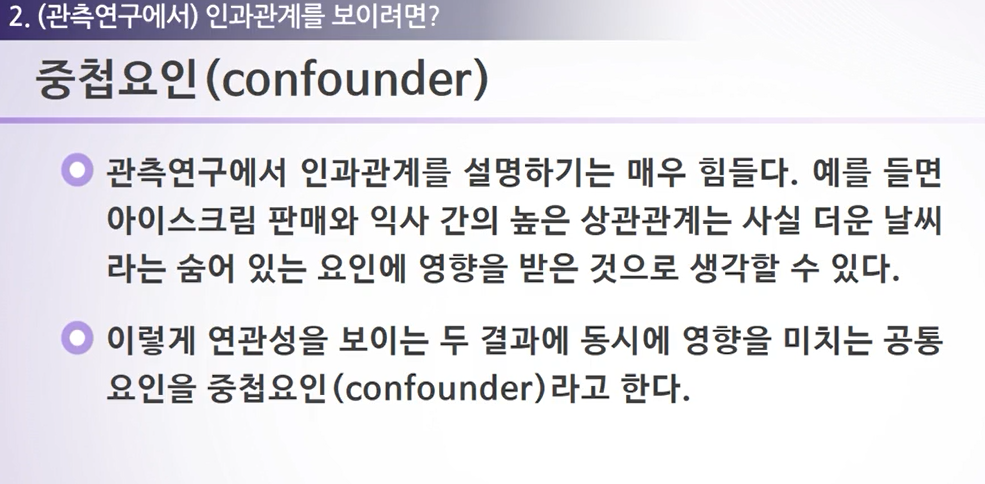 2. (관측연구에서) 인과관계를 보이려면?
중첩요인(confounder)
관측연구에서 인과관계를 설명하기는 매우 힘들다. 예를 들면
아이스크림 판매와 익사 간의 높은 상관관계는 사실 더운 날씨
라는 숨어 있는 요인에 영향을 받은 것으로 생각할 수 있다.
이렇게 연관성을 보이는 두 결과에 동시에 영향을 미치는 공통
요인을 중첩요인(confounder)라고 한다.